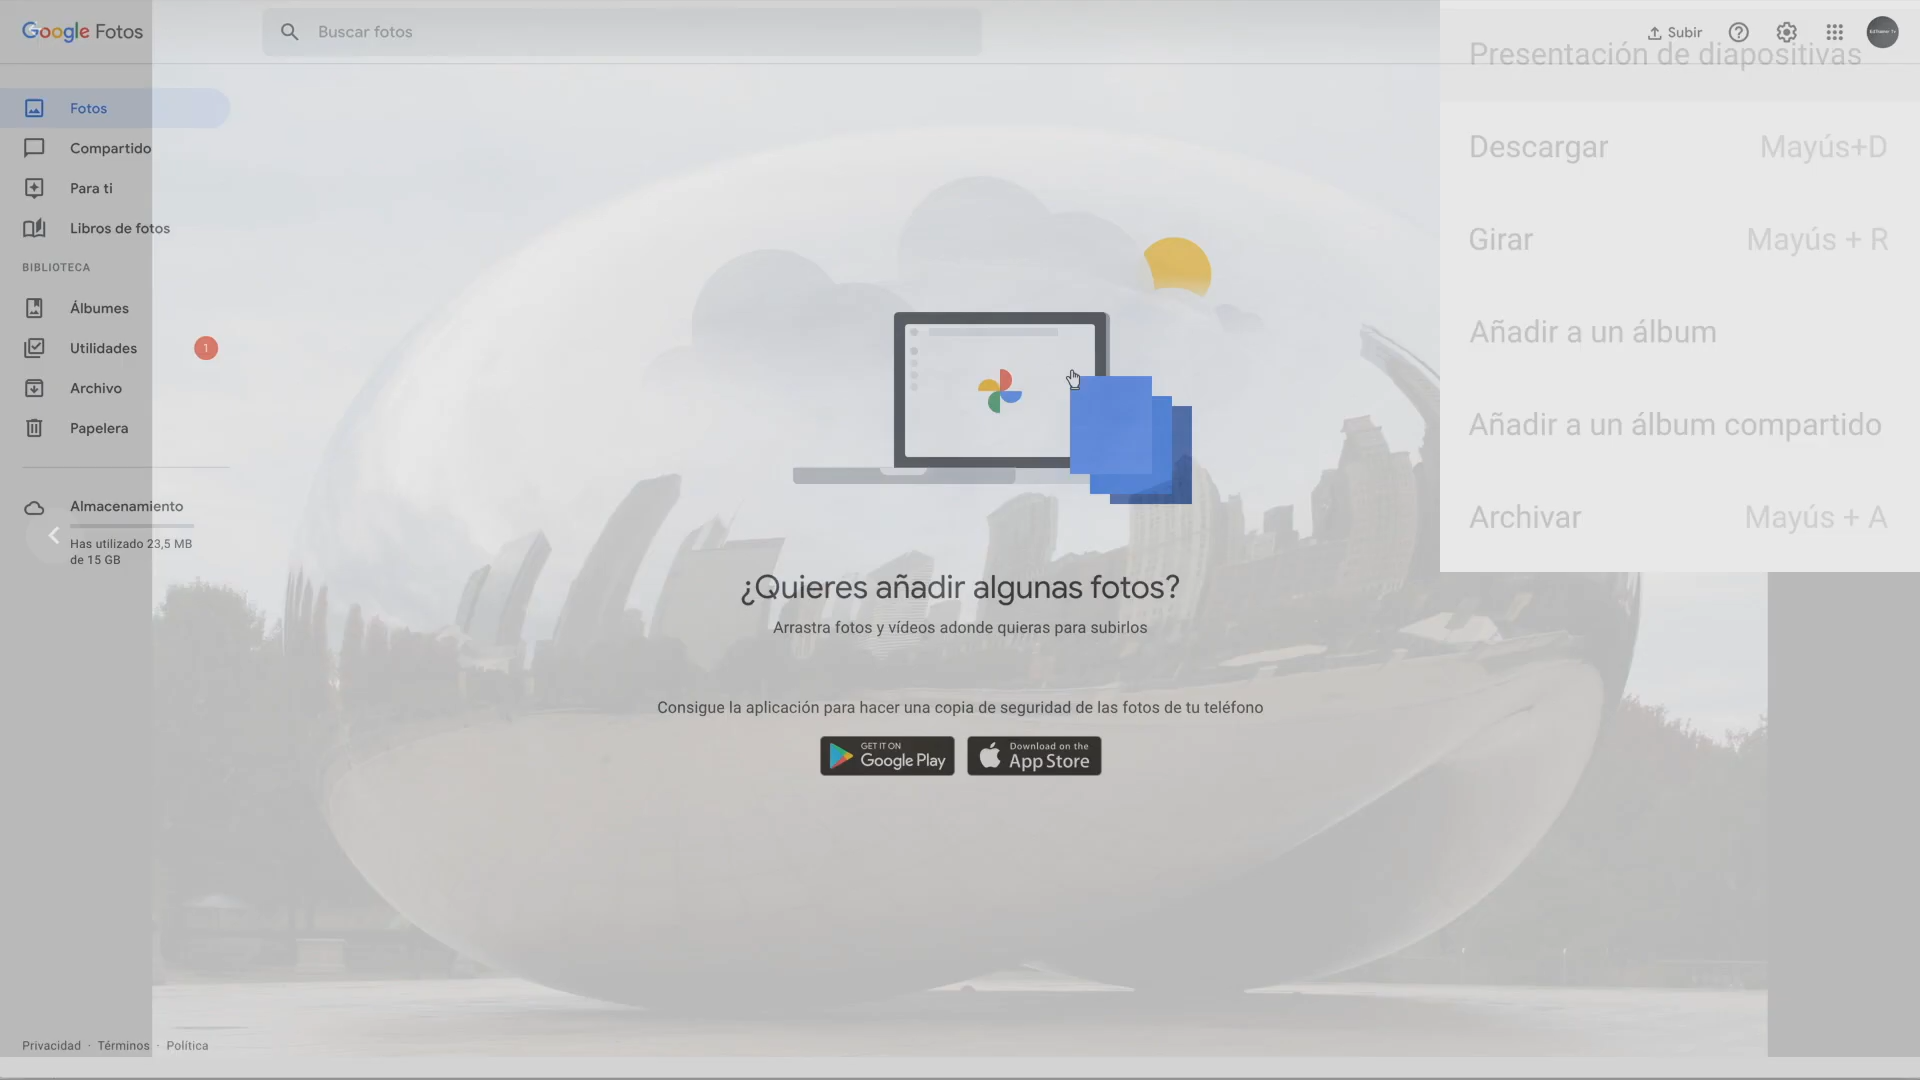 Google Fotos
Buscar fotos
Subir
Presentación de diapositivas
Descargar Mayús+D
Girar Mayús + R
Añadir a un álbum
Añadir a un álbum compartido
Archivar Mayús + A
Fotos
Compartido
Para ti
Libros de fotos
BIBLIOTECA
Álbumes
Utilidades 1
Archivo
Papelera
Almacenamiento
Has utilizado 23,5 MB
de 15 GB
¿Quieres añadir algunas fotos?
Arrastra fotos y vídeos adonde quieras para subirlos
Consigue la aplicación para hacer una copia de seguridad de las fotos de tu teléfono
GET IT ON
Google Play
Download on the
App Store
Privacidad · Términos · Política